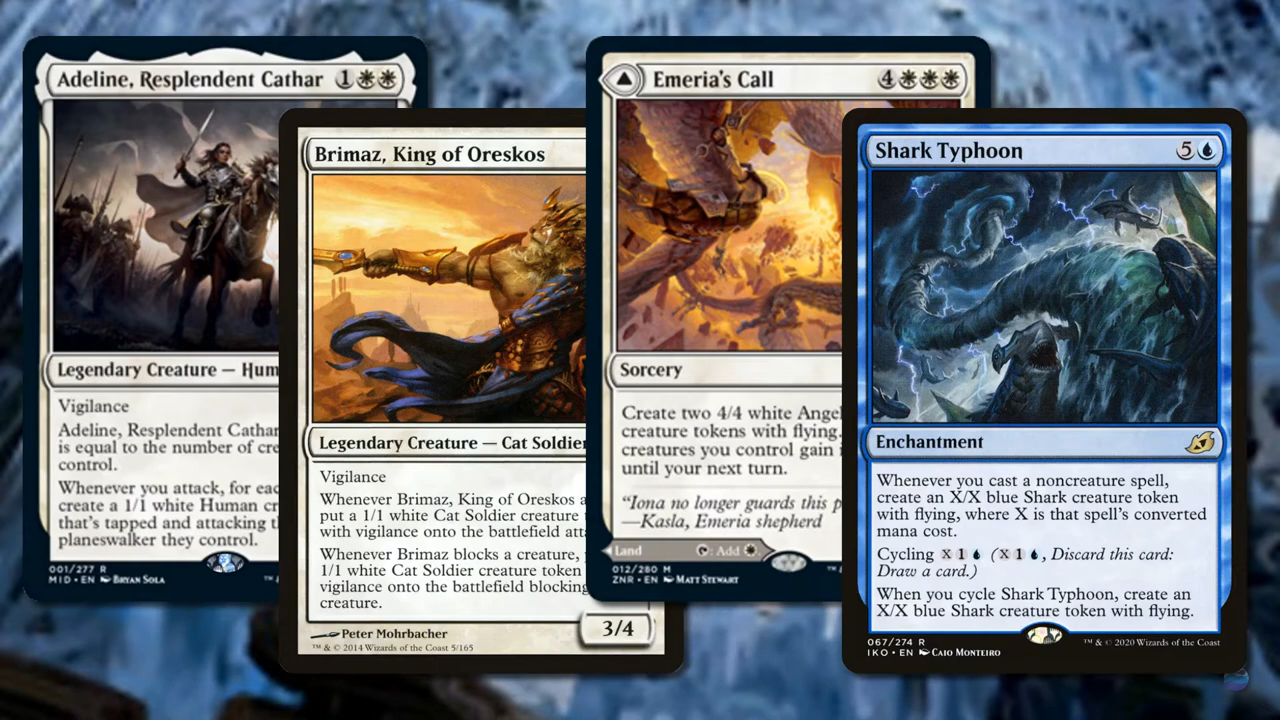 Adeline, Resplendent Cathar 1
Legendary Creature — Hum
Vigilance
Adeline, Resplendent Cathar
is equal to the number of cre
control.
Whenever you attack, for eac
create a 1/1 white Human cr
that's tapped and attacking t
planeswalker they control.
001/277 R
MID • EN BRYAN SOLA ™
Brimaz, King of Oreskos
Legendary Creature — Cat Soldier
Vigilance
Whenever Brimaz, King of Oreskos a
put a 1/1 white Cat Soldier creature
with vigilance onto the battlefield att
Whenever Brimaz blocks a creature,
1/1 white Cat Soldier creature token
vigilance onto the battlefield blocking
creature.
3/4
Peter Mohrbacher
™ & © 2014 Wizards of the Coast 5/165
Emeria's Call 4
Sorcery
Create two 4/4 white Angel
creature tokens with flying.
creatures you control gain
until your next turn.
"Iona no longer guards this p
—Kasla, Emeria shepherd
Land : Add .
012/280 M
ZNR • EN MATT STEWART ™
Shark Typhoon 5
Enchantment
Whenever you cast a noncreature spell,
create an X/X blue Shark creature token
with flying, where X is that spell's converted
mana cost.
Cycling X 1 (X 1 , Discard this card:
Draw a card.)
When you cycle Shark Typhoon, create an
X/X blue Shark creature token with flying.
067/274 R
IKO • EN CAIO MONTEIRO ™ & © 2020 Wizards of the Coast